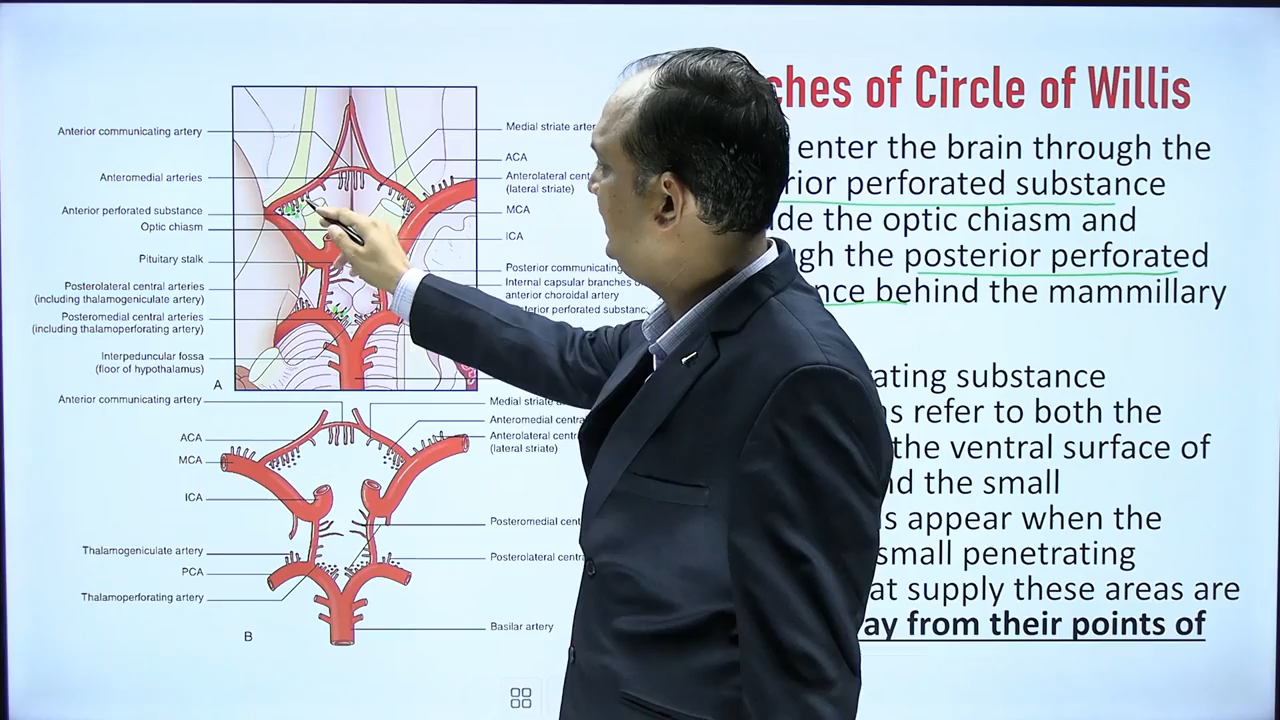 ches of Circle of Willis
enter the brain through the
rior perforated substance
de the optic chiasm and
gh the posterior perforated
nce behind the mammillary
ating substance
s refer to both the
the ventral surface of
nd the small
s appear when the
small penetrating
at supply these areas are
ay from their points of
Anterior communicating artery
Anteromedial arteries
Anterior perforated substance
Optic chiasm
Pituitary stalk
Posterolateral central arteries
(including thalamogeniculate artery)
Posteromedial central arteries
(including thalamoperforating artery)
Interpeduncular fossa
(floor of hypothalamus)
A
Medial striate arter
ACA
Anterolateral cent
(lateral striate)
MCA
ICA
Posterior communicating
Internal capsular branches o
anterior choroidal artery
sterior perforated substanc
Anterior communicating artery
ACA
MCA
ICA
Thalamogeniculate artery
PCA
Thalamoperforating artery
B
Medial striate a
Anteromedial centra
Anterolateral centr
(lateral striate)
Posteromedial cent
Posterolateral centra
Basilar artery